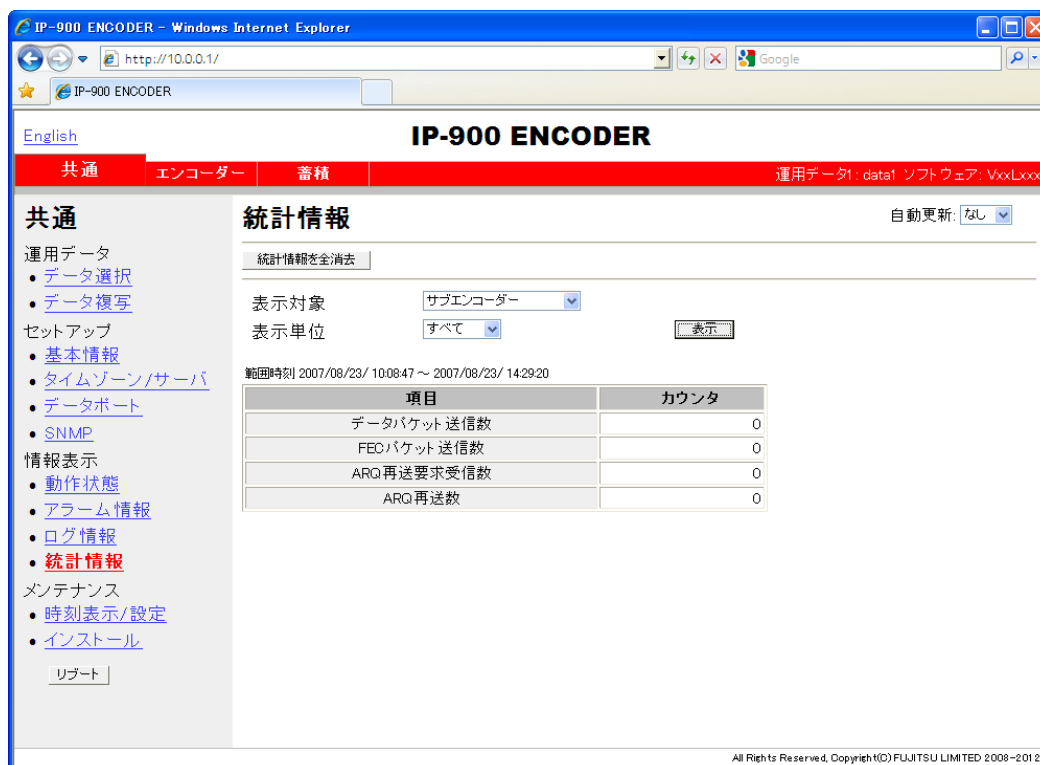 IP-900 ENCODER - Windows Internet Explorer
http://10.0.0.1/
Google
IP-900 ENCODER
English
IP-900 ENCODER
共通 エンコーダー 蓄積 運用データ1: data1 ソフトウェア: VxxLxxx
共通
運用データ
データ選択
データ複写
セットアップ
基本情報
タイムゾーン/サーバ
データポート
SNMP
情報表示
動作状態
アラーム情報
ログ情報
統計情報
メンテナンス
時刻表示/設定
インストール
リブート
統計情報
自動更新: なし
統計情報を全消去
表示対象 サブエンコーダー
表示単位 すべて 表示
範囲時刻 2007/08/23/ 10:08:47 ～ 2007/08/23/ 14:29:20
項目 カウンタ
データパケット送信数 0
FECパケット送信数 0
ARQ再送要求受信数 0
ARQ再送数 0
All Rights Reserved, Copyright(C) FUJITSU LIMITED 2008-2012